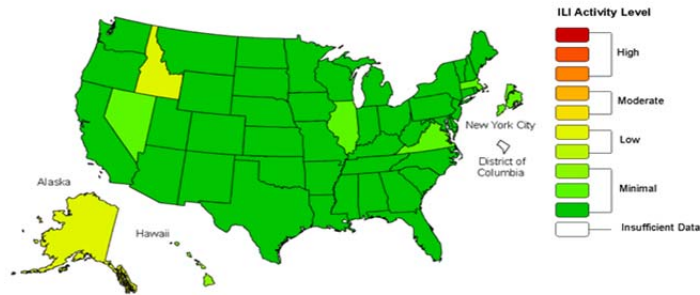 ILI Activity Level
High
Moderate
Low
Minimal
Insufficient Data
New York City
District of
Columbia
Alaska
Hawaii